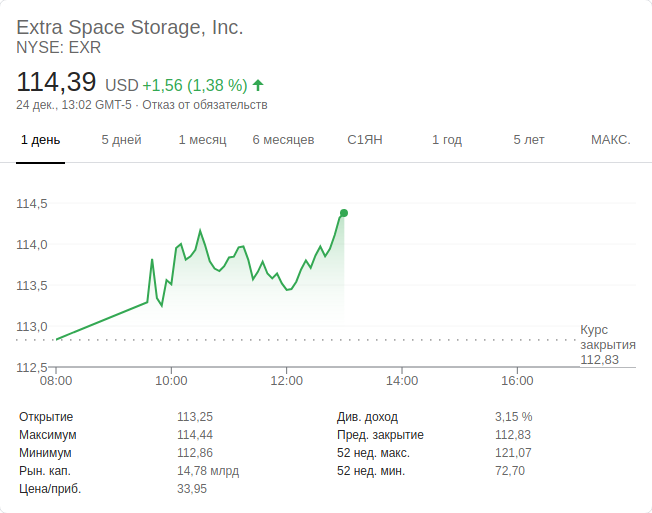 Extra Space Storage, Inc.
NYSE: EXR
114,39 USD +1,56 (1,38 %)
24 дек., 13:02 GMT-5 · Отказ от обязательств
1 день 5 дней 1 месяц 6 месяцев С1ЯН 1 год 5 лет МАКС.
114,5
114,0
113,5
113,0
Курс
закрытия
112,83
112,5
08:00 10:00 12:00 14:00 16:00
Открытие 113,25 Див. доход 3,15 %
Максимум 114,44 Пред. закрытие 112,83
Минимум 112,86 52 нед. макс. 121,07
Рын. кап. 14,78 млрд 52 нед. мин. 72,70
Цена/приб. 33,95